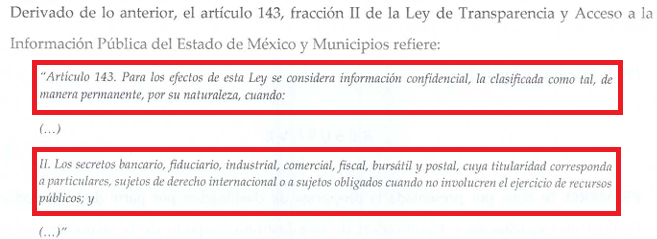 Derivado de lo anterior, el artículo 143, fracción II de la Ley de Transparencia y Acceso a la
Información Pública del Estado de México y Municipios refiere:
“Artículo 143. Para los efectos de esta Ley se considera información confidencial, la clasificada como tal, de
manera permanente, por su naturaleza, cuando:
(...)
II. Los secretos bancario, fiduciario, industrial, comercial, fiscal, bursátil y postal, cuya titularidad corresponda
a particulares, sujetos de derecho internacional o a sujetos obligados cuando no involucren el ejercicio de recursos
públicos; y
(...)”